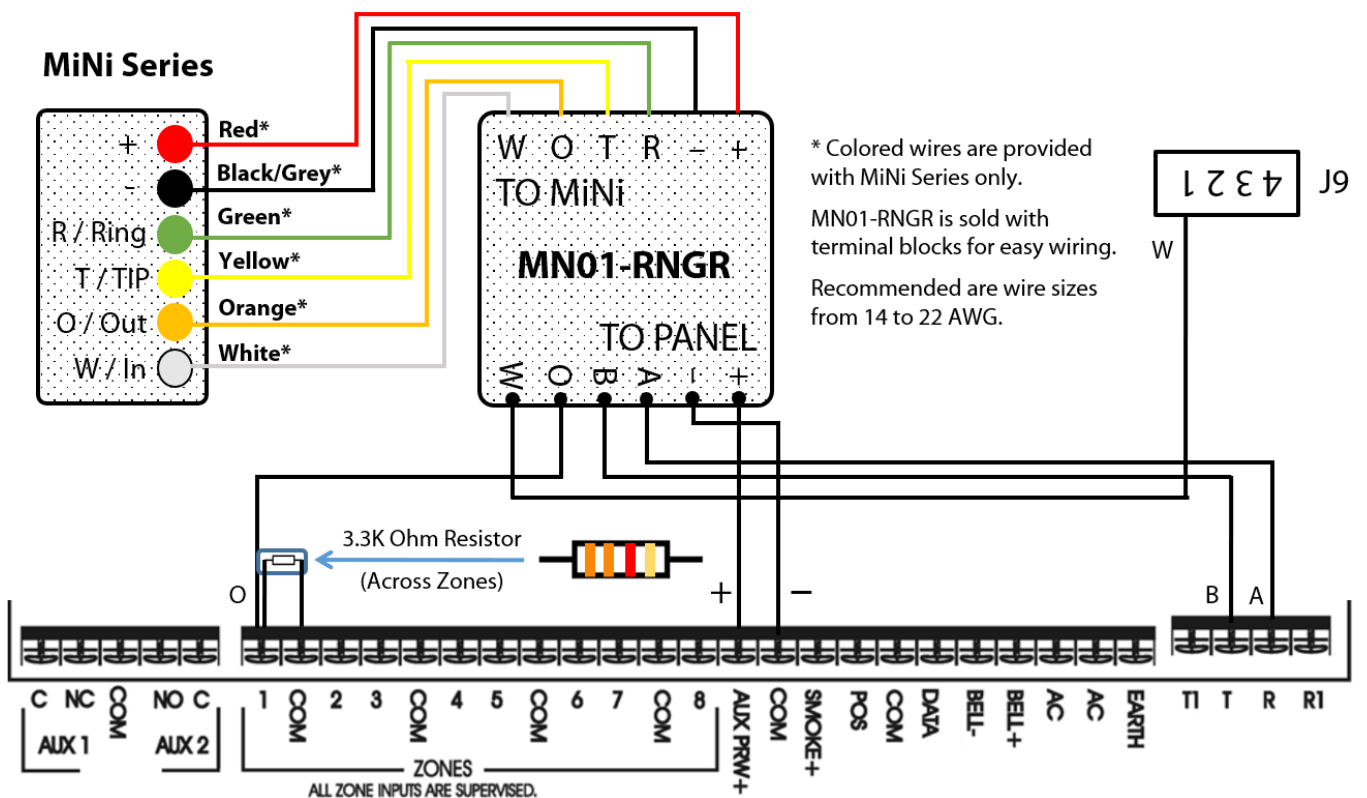 MiNi Series
+
-
R / Ring
T / TIP
O / Out
W / In
Red*
Black/Grey*
Green*
Yellow*
Orange*
White*
W O T R – +
TO MiNi
MN01-RNGR
TO PANEL
W O B A - +
* Colored wires are provided
with MiNi Series only.
MN01-RNGR is sold with
terminal blocks for easy wiring.
Recommended are wire sizes
from 14 to 22 AWG.
1 2 3 4 J6
W
3.3K Ohm Resistor
(Across Zones)
O
+ –
B A
C NC COM NO C
AUX 1 AUX 2
1 COM 2 3 COM 4 5 COM 6 7 COM 8 AUX PRW+ COM SMOKE+ POS COM DATA BELL- BELL+ AC AC EARTH
T1 T R R1
ZONES
ALL ZONE INPUTS ARE SUPERVISED.